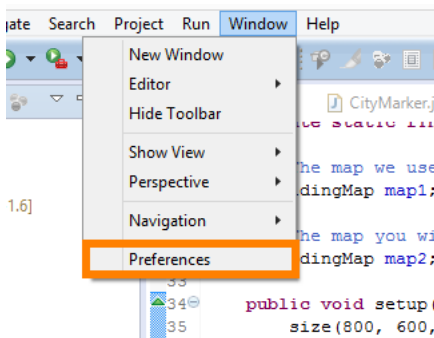 gate Search Project Run Window Help
New Window
Editor
Hide Toolbar
Show View
Perspective
Navigation
Preferences
CityMarker.j
1.6]
te static fin
he map we use
dingMap map1;
he map you wi
dingMap map2;
33
34 public void setup(
35 size(800, 600,